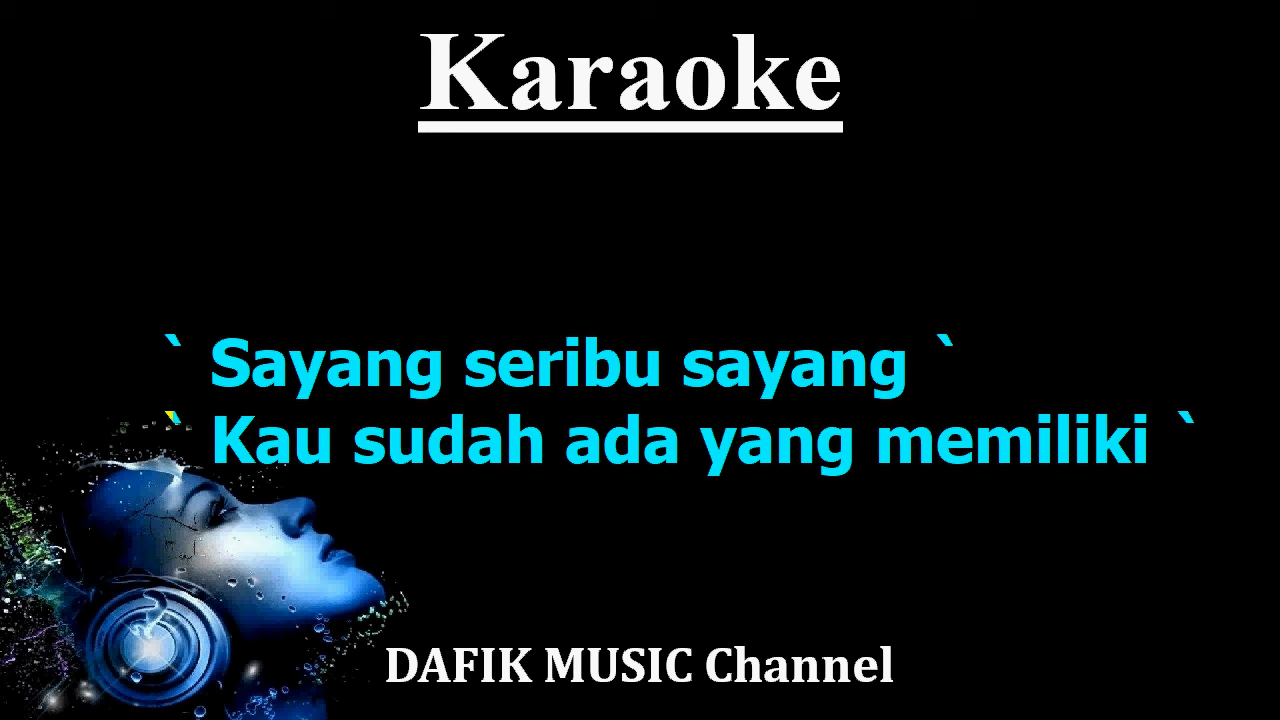 Karaoke
` Sayang seribu sayang `
` Kau sudah ada yang memiliki `
DAFIK MUSIC Channel